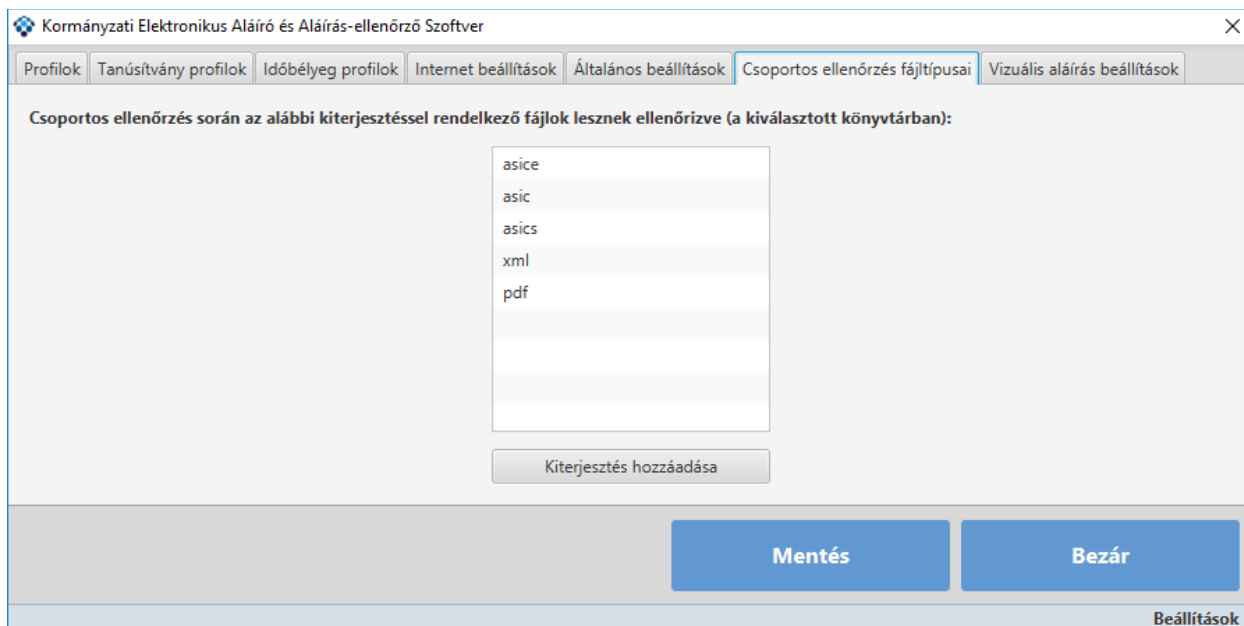 Kormányzati Elektronikus Aláíró és Aláírás-ellenőrző Szoftver
Profilok Tanúsítvány profilok Időbélyeg profilok Internet beállítások Általános beállítások Csoportos ellenőrzés fájltípusai Vizuális aláírás beállítások
Csoportos ellenőrzés során az alábbi kiterjesztéssel rendelkező fájlok lesznek ellenőrizve (a kiválasztott könyvtárban):
asice
asic
asics
xml
pdf
Kiterjesztés hozzáadása
Mentés Bezár
Beállítások